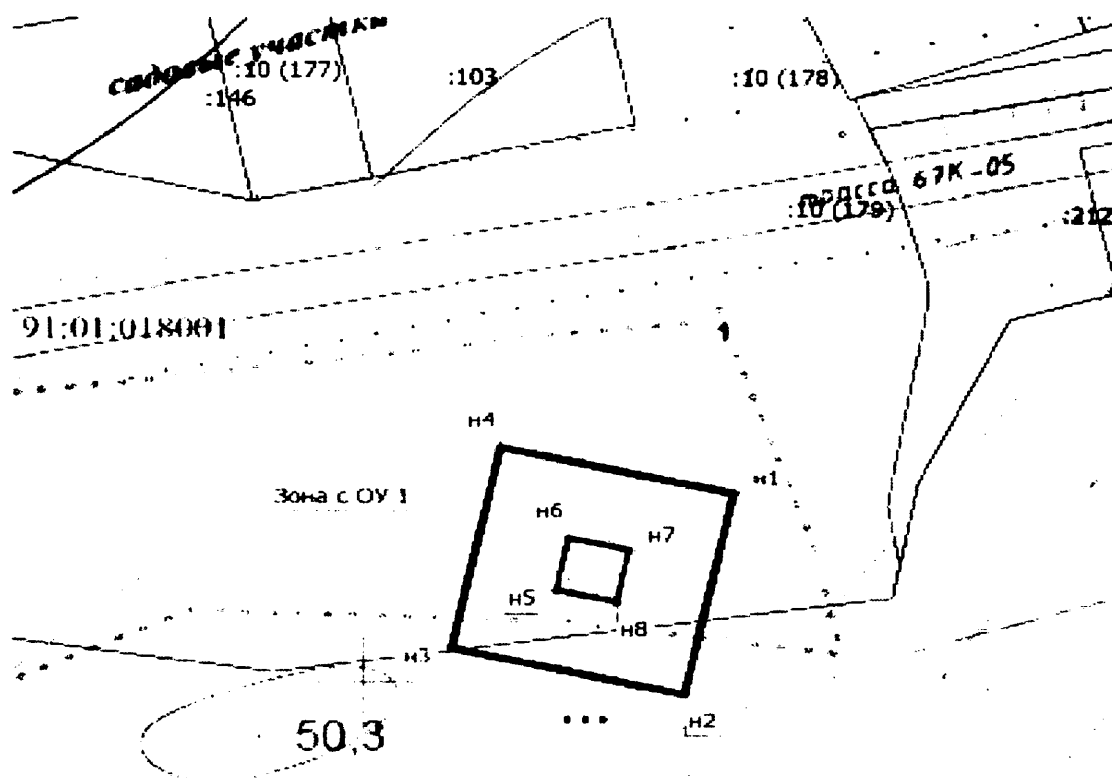 садовые участки
:10 (177)
:146
:103
:10 (178)
трасса 67К-05
:10 (179)
:212
91:01:018001
н4
н1
Зона с ОУ 1
н6
н7
н5
н8
н3
н2
50,3